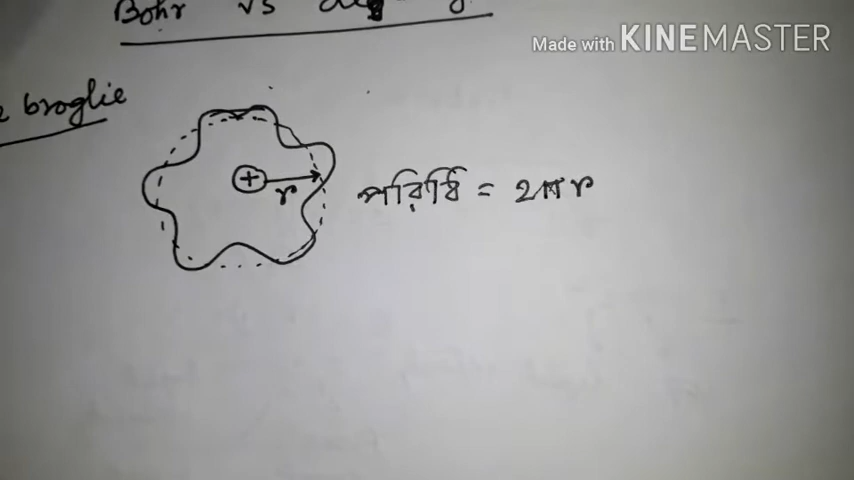 Bohr vs
Made with KINEMASTER
broglie
+
r
পরিধি = 2πr